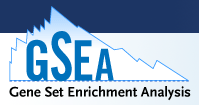 GSEA
Gene Set Enrichment Analysis